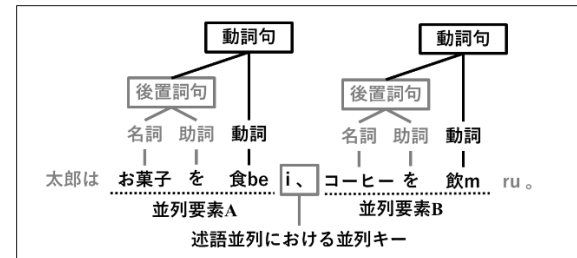 動詞句 動詞句
後置詞句 後置詞句
名詞 助詞 動詞 名詞 助詞 動詞
太郎は お菓子 を 食be i、 コーヒー を 飲m ru。
並列要素A 並列要素B
述語並列における並列キー